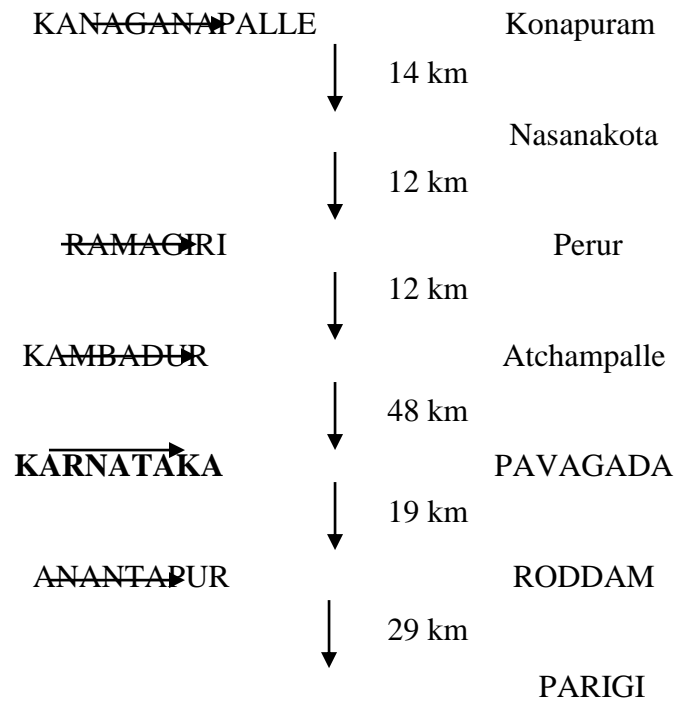 KANAGANAPALLE Konapuram
14 km
Nasanakota
12 km
RAMAGIRI Perur
12 km
KAMBADUR Atchampalle
48 km
KARNATAKA PAVAGADA
19 km
ANANTAPUR RODDAM
29 km
PARIGI